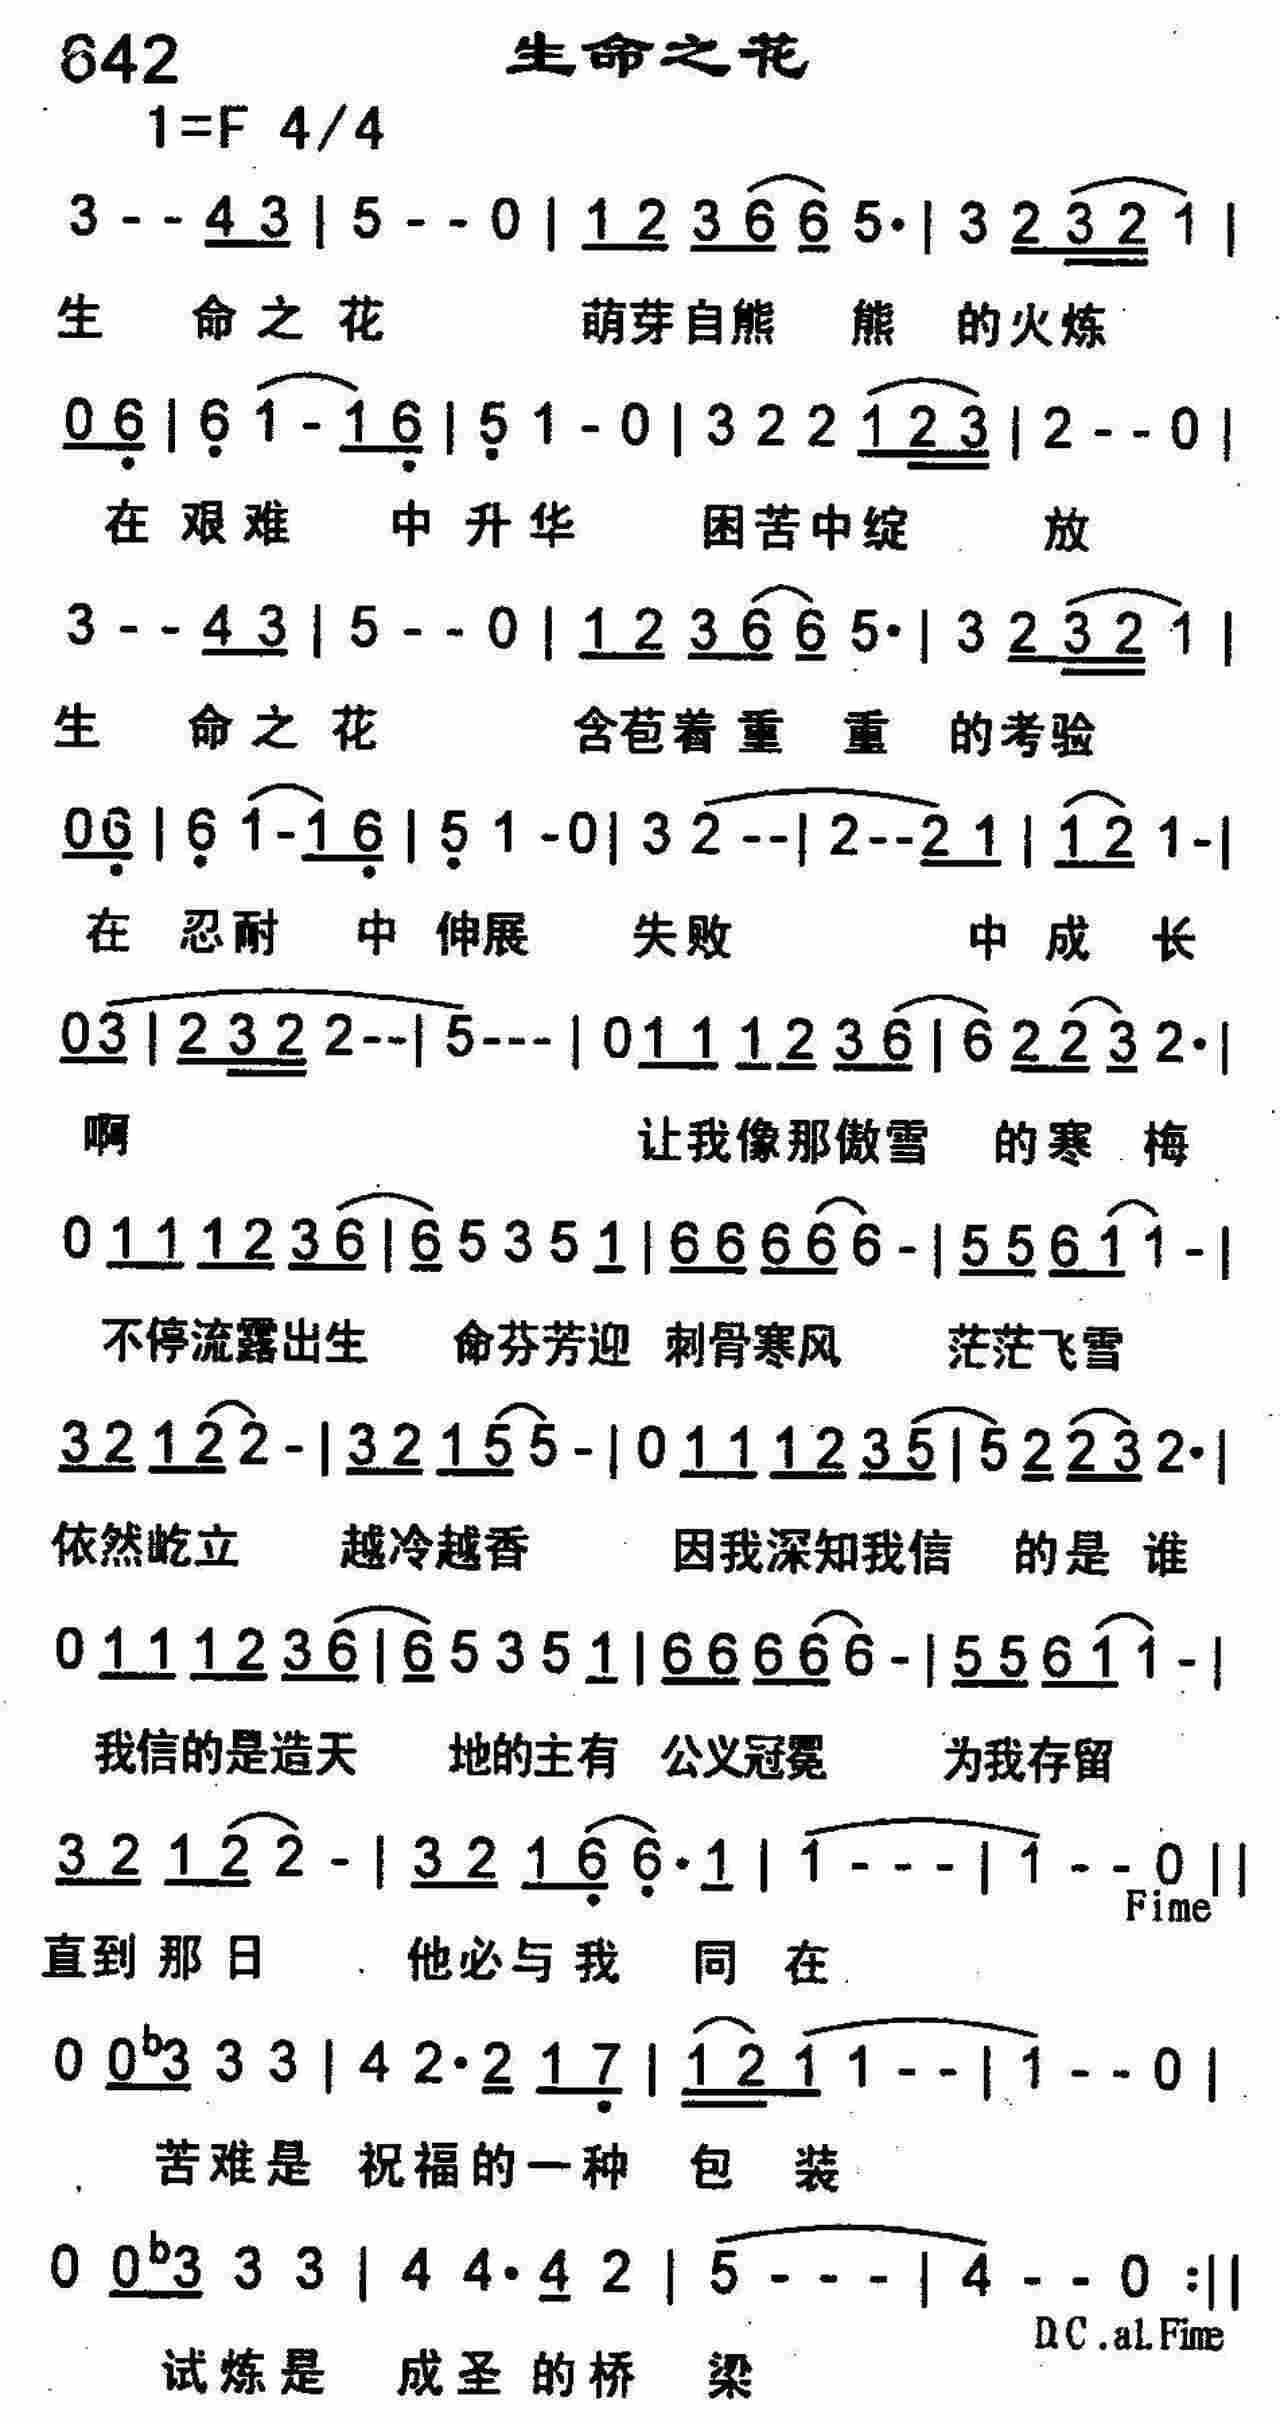 642 生命之花
1=F 4/4
3 - - 4 3 | 5 - - 0 | 1 2 3 6 6 5· | 3 2 3 2 1 |
生 命之花 萌芽自熊 熊 的火炼
0 6 | 6 1 - 1 6 | 5 1 - 0 | 3 2 2 1 2 3 | 2 - - 0 |
在艰难 中升华 困苦中绽 放
3 - - 4 3 | 5 - - 0 | 1 2 3 6 6 5· | 3 2 3 2 1 |
生 命之花 含苞着重 重 的考验
0 6 | 6 1 - 1 6 | 5 1 - 0 | 3 2 - - | 2 - - 2 1 | 1 2 1 - |
在 忍耐 中伸展 失败 中成 长
0 3 | 2 3 2 2 - - | 5 - - - | 0 1 1 1 2 3 6 | 6 2 2 3 2· |
啊 让我像那傲雪 的寒 梅
0 1 1 1 2 3 6 | 6 5 3 5 1 | 6 6 6 6 6 - | 5 5 6 1 1 - |
不停流露出生 命芬芳迎 刺骨寒风 茫茫飞雪
3 2 1 2 2 - | 3 2 1 5 5 - | 0 1 1 1 2 3 5 | 5 2 2 3 2· |
依然屹立 越冷越香 因我深知我信 的是 谁
0 1 1 1 2 3 6 | 6 5 3 5 1 | 6 6 6 6 6 - | 5 5 6 1 1 - |
我信的是造天 地的主有 公义冠冕 为我存留
3 2 1 2 2 - | 3 2 1 6 6· 1 | 1 - - - | 1 - - 0 ||
Fime
直到那日 他必与我 同 在
0 0 b3 3 3 | 4 2· 2 1 7 | 1 2 1 1 - - | 1 - - 0 |
苦难是 祝福的一种 包 装
0 0 b3 3 3 | 4 4· 4 2 | 5 - - - | 4 - - 0 :||
D.C.al.Fime
试炼是 成圣的桥 梁